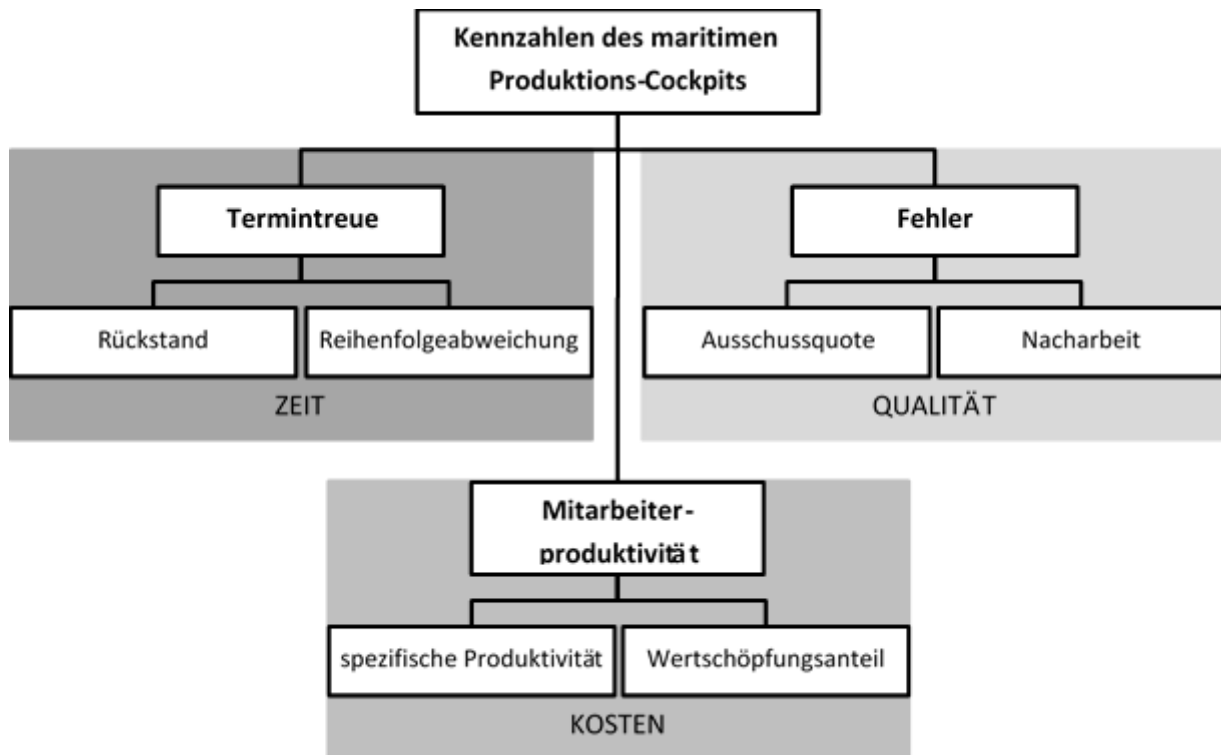 Kennzahlen des maritimen
Produktions-Cockpits
Termintreue
Fehler
Rückstand
Reihenfolgeabweichung
Ausschussquote
Nacharbeit
ZEIT
QUALITÄT
Mitarbeiter-
produktivität
spezifische Produktivität
Wertschöpfungsanteil
KOSTEN